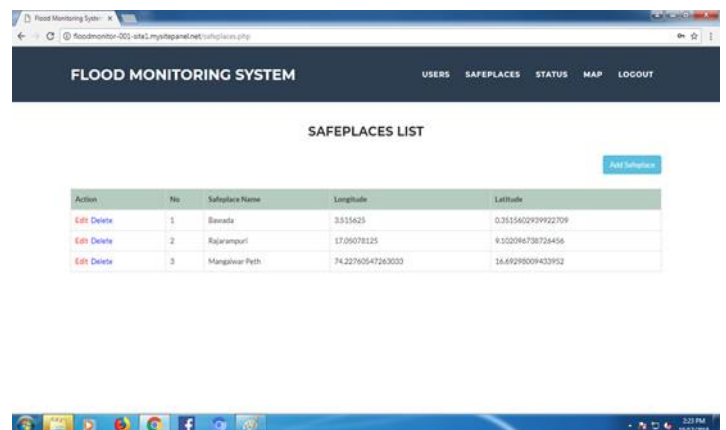 Flood Monitoring System
floodmonitor-001-site1.mysitepanel.net/safeplaces.php
FLOOD MONITORING SYSTEM
USERS SAFEPLACES STATUS MAP LOGOUT
SAFEPLACES LIST
Add Safeplace
Action No Safeplace Name Longitude Latitude
Edit Delete 1 Bawada 3.515625 0.3515602939922709
Edit Delete 2 Rajarampuri 17.05078125 9.102096738726456
Edit Delete 3 Mangalwar Peth 74.22760547263033 16.69298009433952
2:23 PM